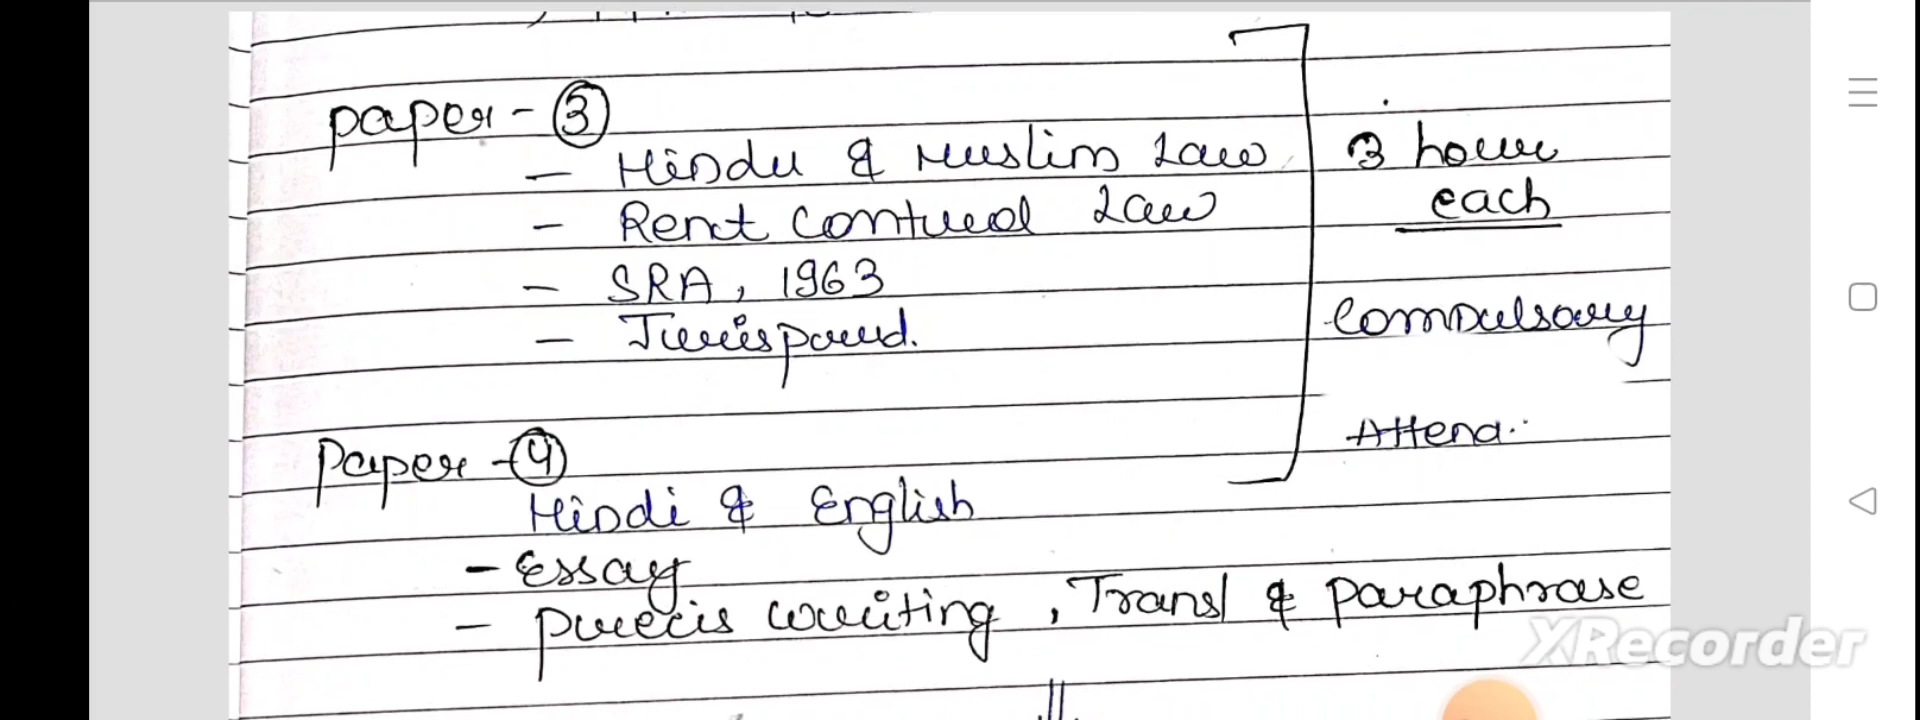 Paper - ③
- Hindu & Muslim Law
- Rent Control Law
- SRA, 1963
- Jurisprud.
3 hour
each
Compulsory
Attend..
Paper - ④
Hindi & English
- Essay
- Precis writing, Transl & paraphrase
XRecorder